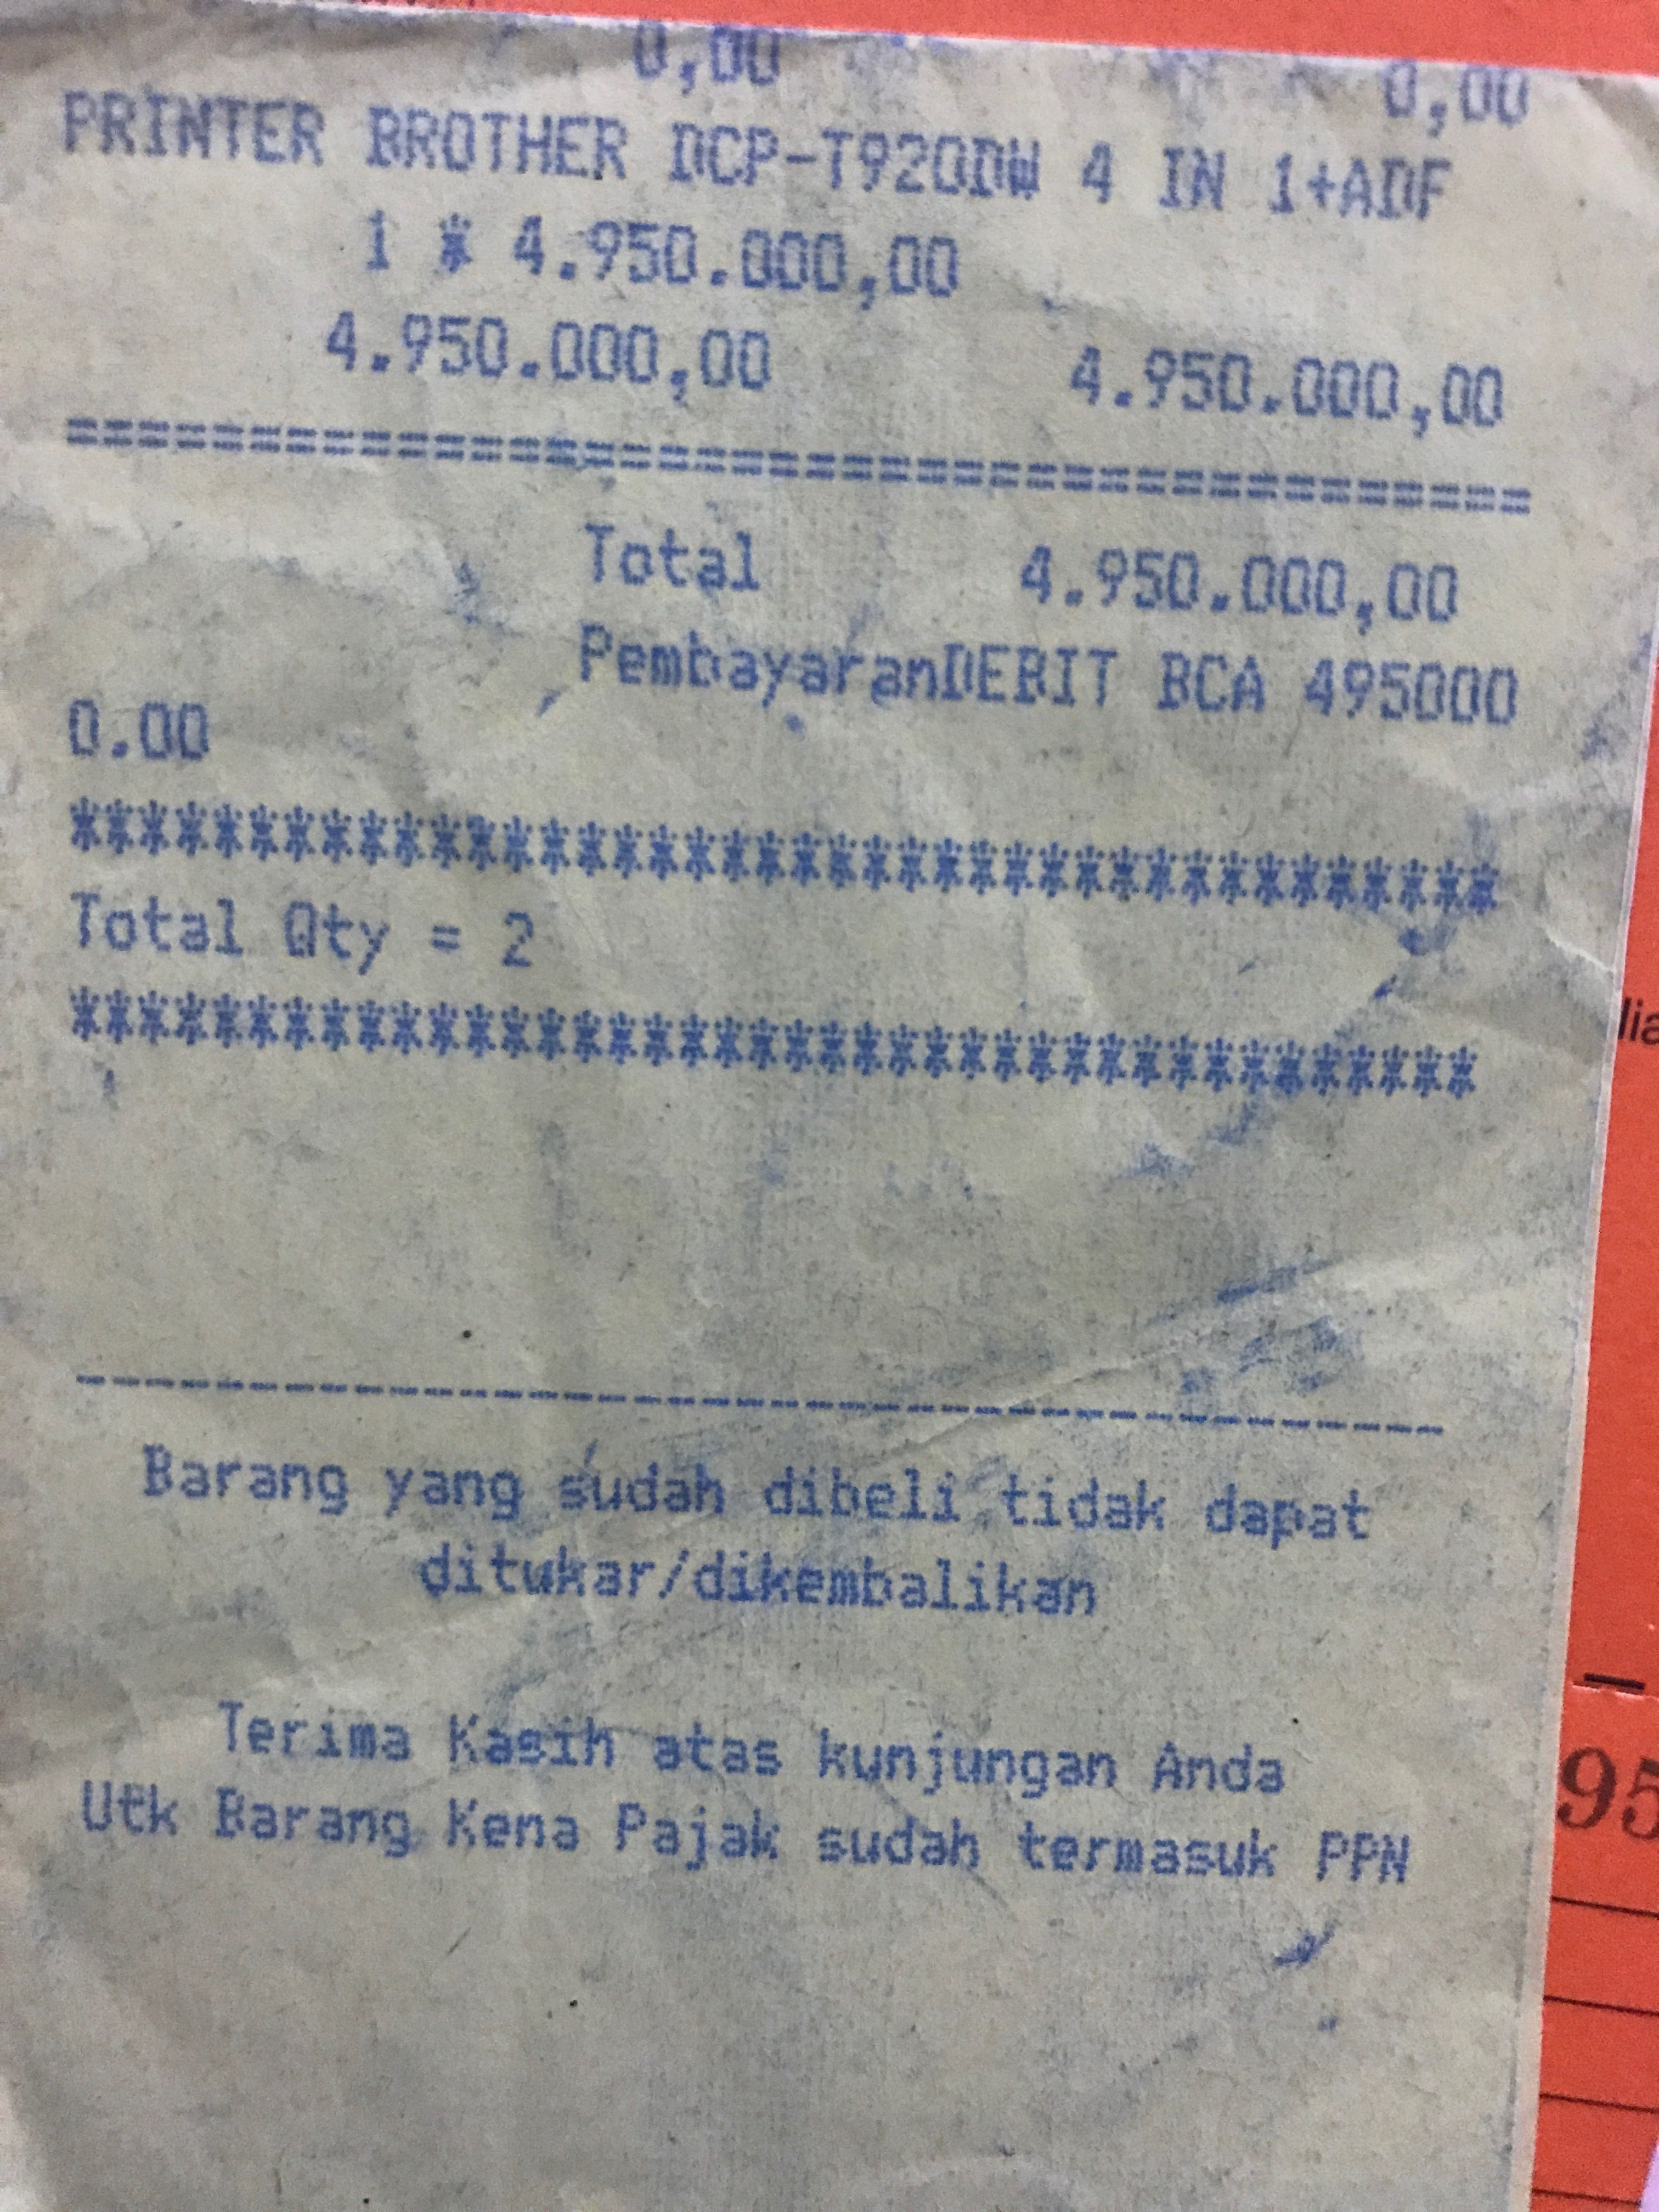 0,00 0,00
PRINTER BROTHER DCP-T920DW 4 IN 1+ADF
1 * 4.950.000,00
4.950.000,00 4.950.000,00
=========================================
Total 4.950.000,00
PembayaranDEBIT BCA 495000
0.00
****************************************
Total Qty = 2
****************************************
----------------------------------------
Barang yang sudah dibeli tidak dapat
ditukar/dikembalikan
Terima Kasih atas kunjungan Anda
Utk Barang Kena Pajak sudah termasuk PPN
lia
95